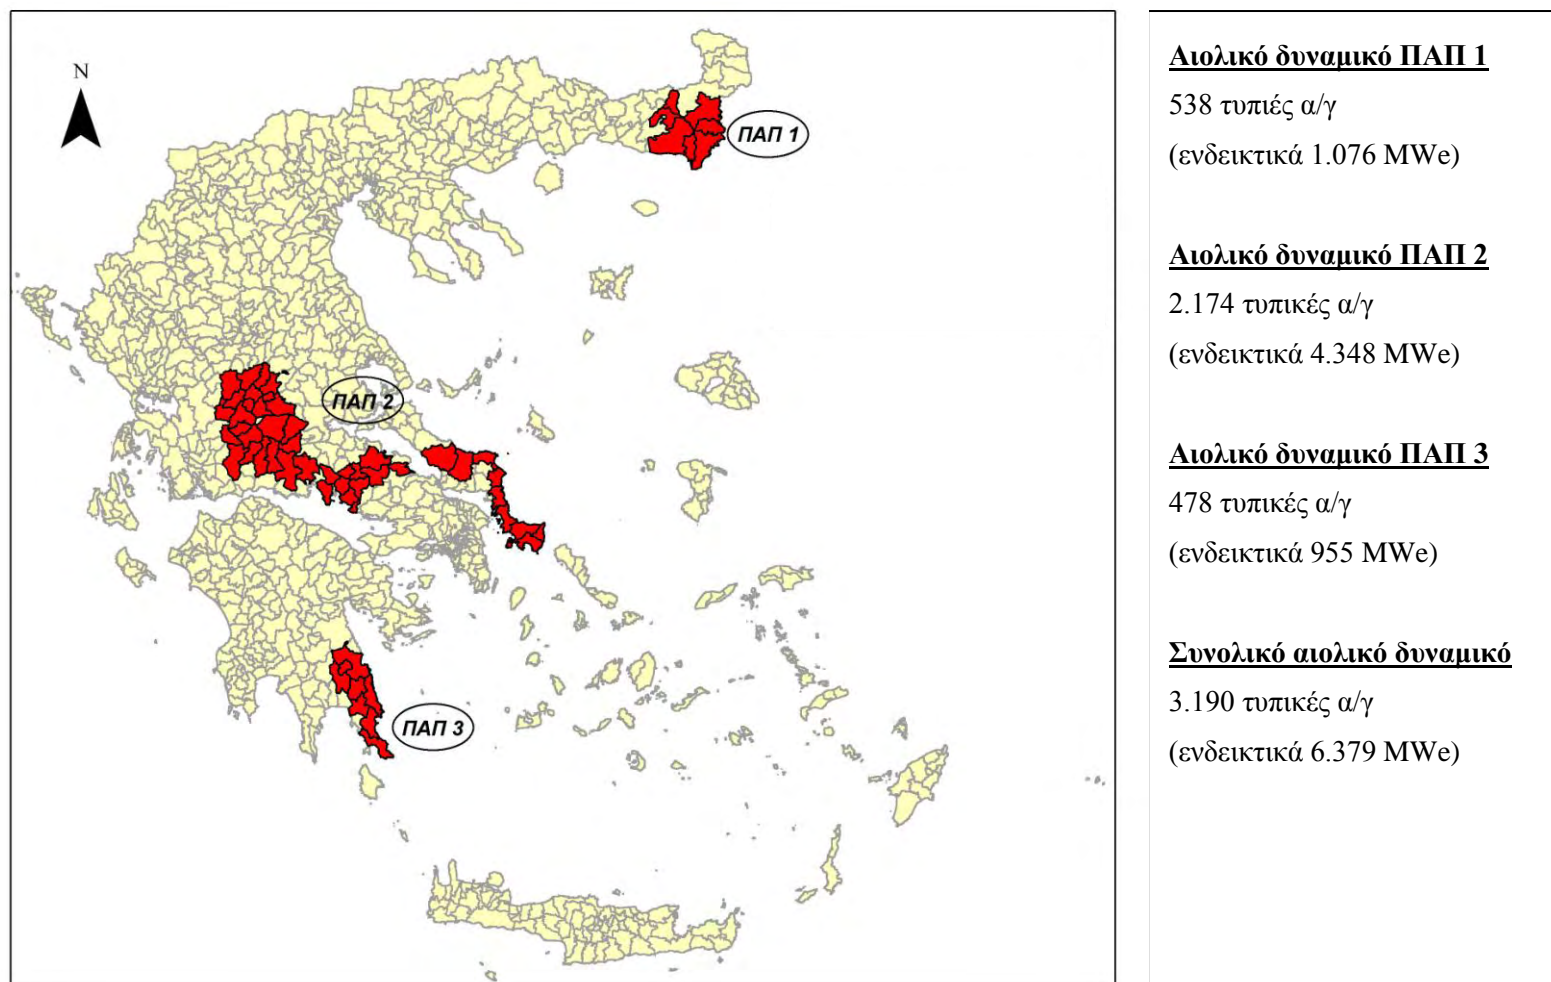 N
ΠΑΠ 1
ΠΑΠ 2
ΠΑΠ 3
Αιολικό δυναμικό ΠΑΠ 1
538 τυπιές α/γ
(ενδεικτικά 1.076 MWe)
Αιολικό δυναμικό ΠΑΠ 2
2.174 τυπικές α/γ
(ενδεικτικά 4.348 MWe)
Αιολικό δυναμικό ΠΑΠ 3
478 τυπικές α/γ
(ενδεικτικά 955 MWe)
Συνολικό αιολικό δυναμικό
3.190 τυπικές α/γ
(ενδεικτικά 6.379 MWe)